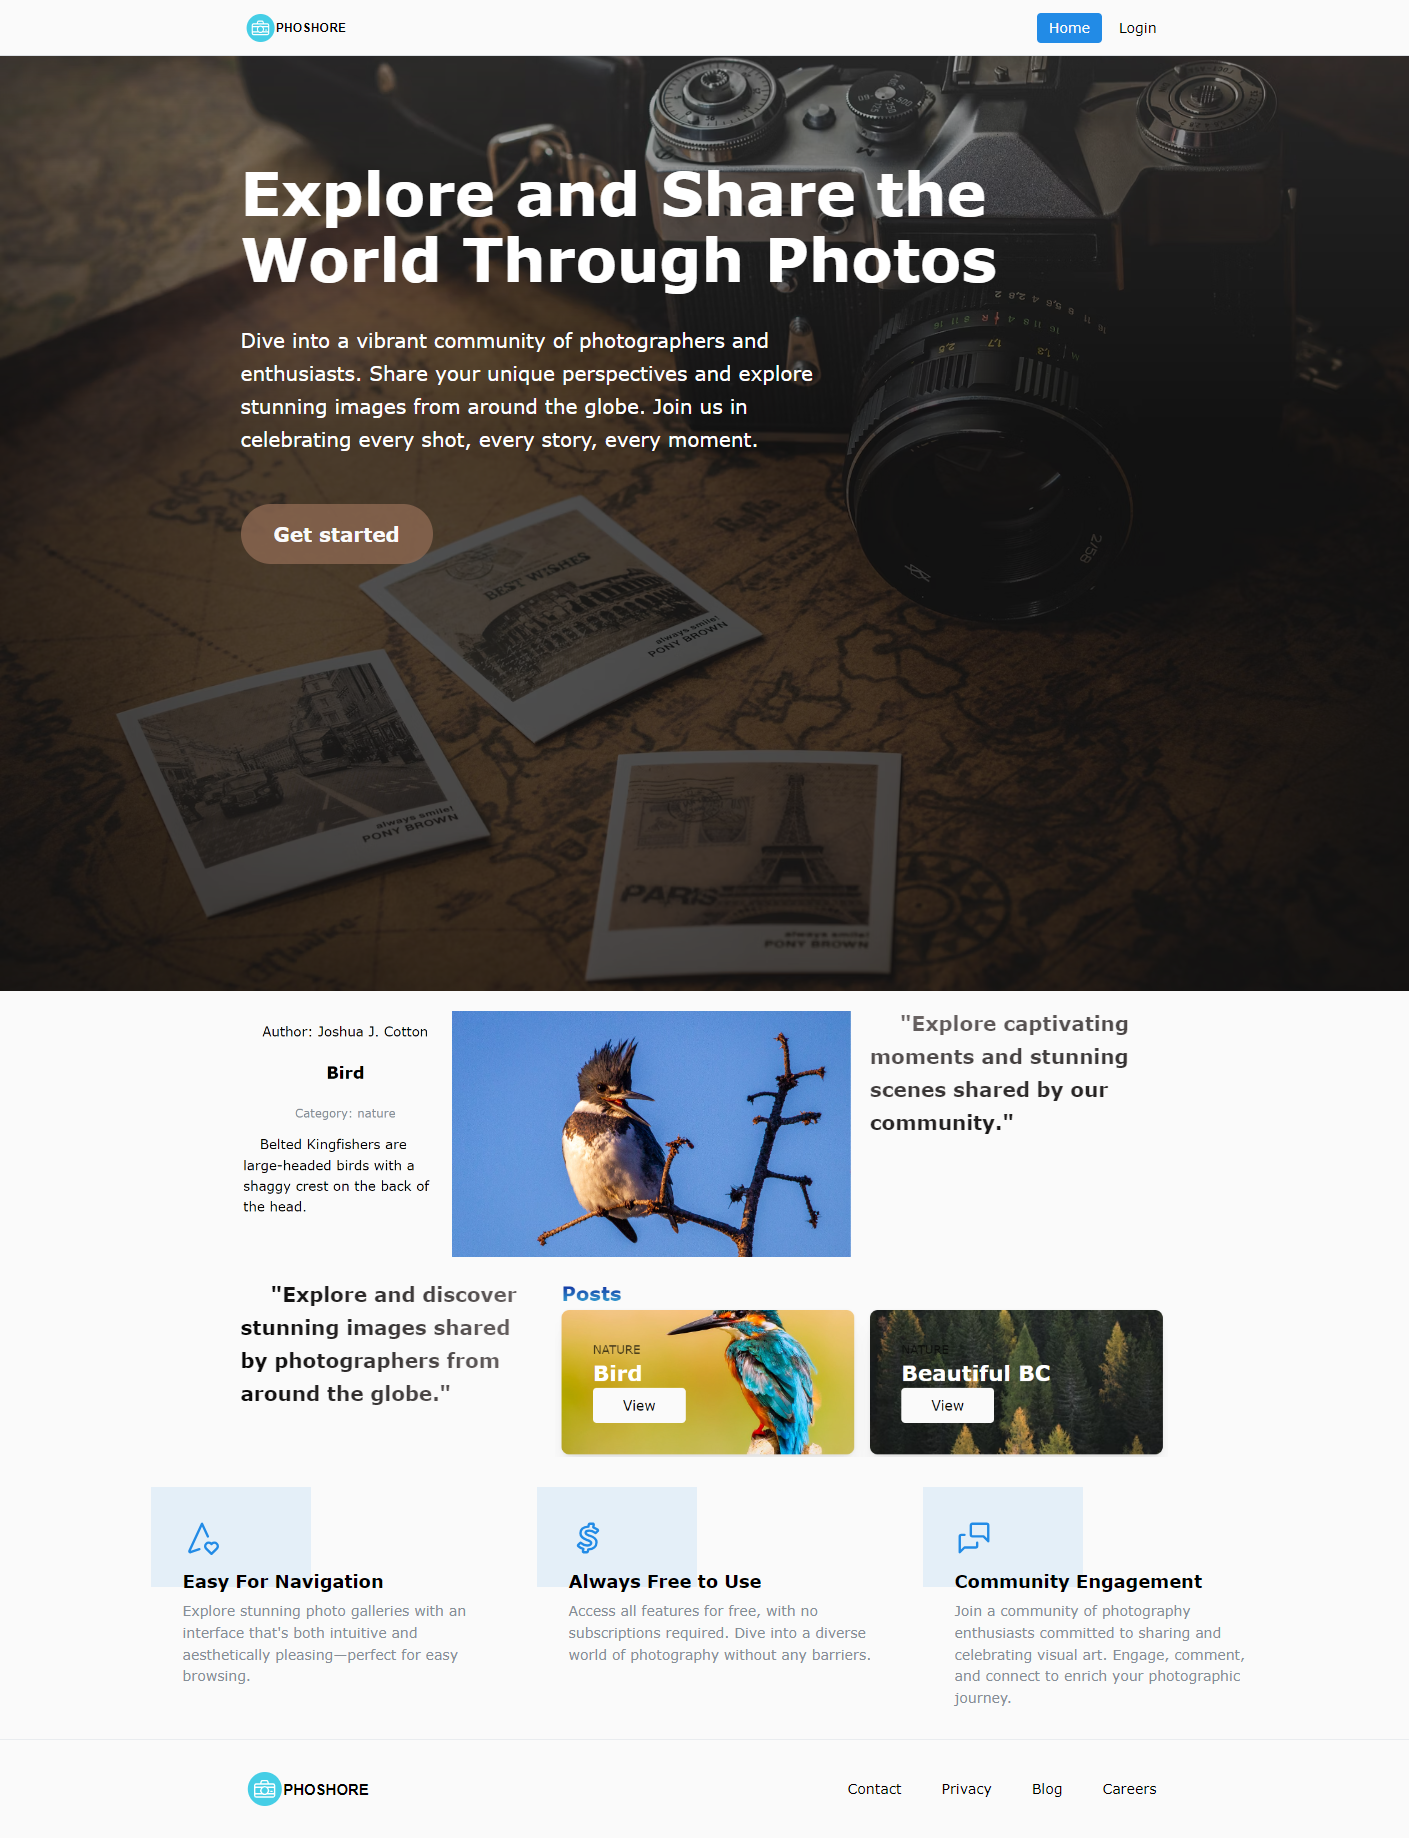 PHOSHORE
Home
Login
Explore and Share the
World Through Photos
Dive into a vibrant community of photographers and
enthusiasts. Share your unique perspectives and explore
stunning images from around the globe. Join us in
celebrating every shot, every story, every moment.
Get started
BEST WISHES
always smile!
PONY BROWN
always smile!
PONY BROWN
PARIS
always smile!
PONY BROWN
2/58
Author: Joshua J. Cotton
Bird
Category: nature
Belted Kingfishers are
large-headed birds with a
shaggy crest on the back of
the head.
"Explore captivating
moments and stunning
scenes shared by our
community."
"Explore and discover
stunning images shared
by photographers from
around the globe."
Posts
NATURE
Bird
View
NATURE
Beautiful BC
View
Easy For Navigation
Explore stunning photo galleries with an
interface that's both intuitive and
aesthetically pleasing—perfect for easy
browsing.
Always Free to Use
Access all features for free, with no
subscriptions required. Dive into a diverse
world of photography without any barriers.
Community Engagement
Join a community of photography
enthusiasts committed to sharing and
celebrating visual art. Engage, comment,
and connect to enrich your photographic
journey.
PHOSHORE
Contact
Privacy
Blog
Careers